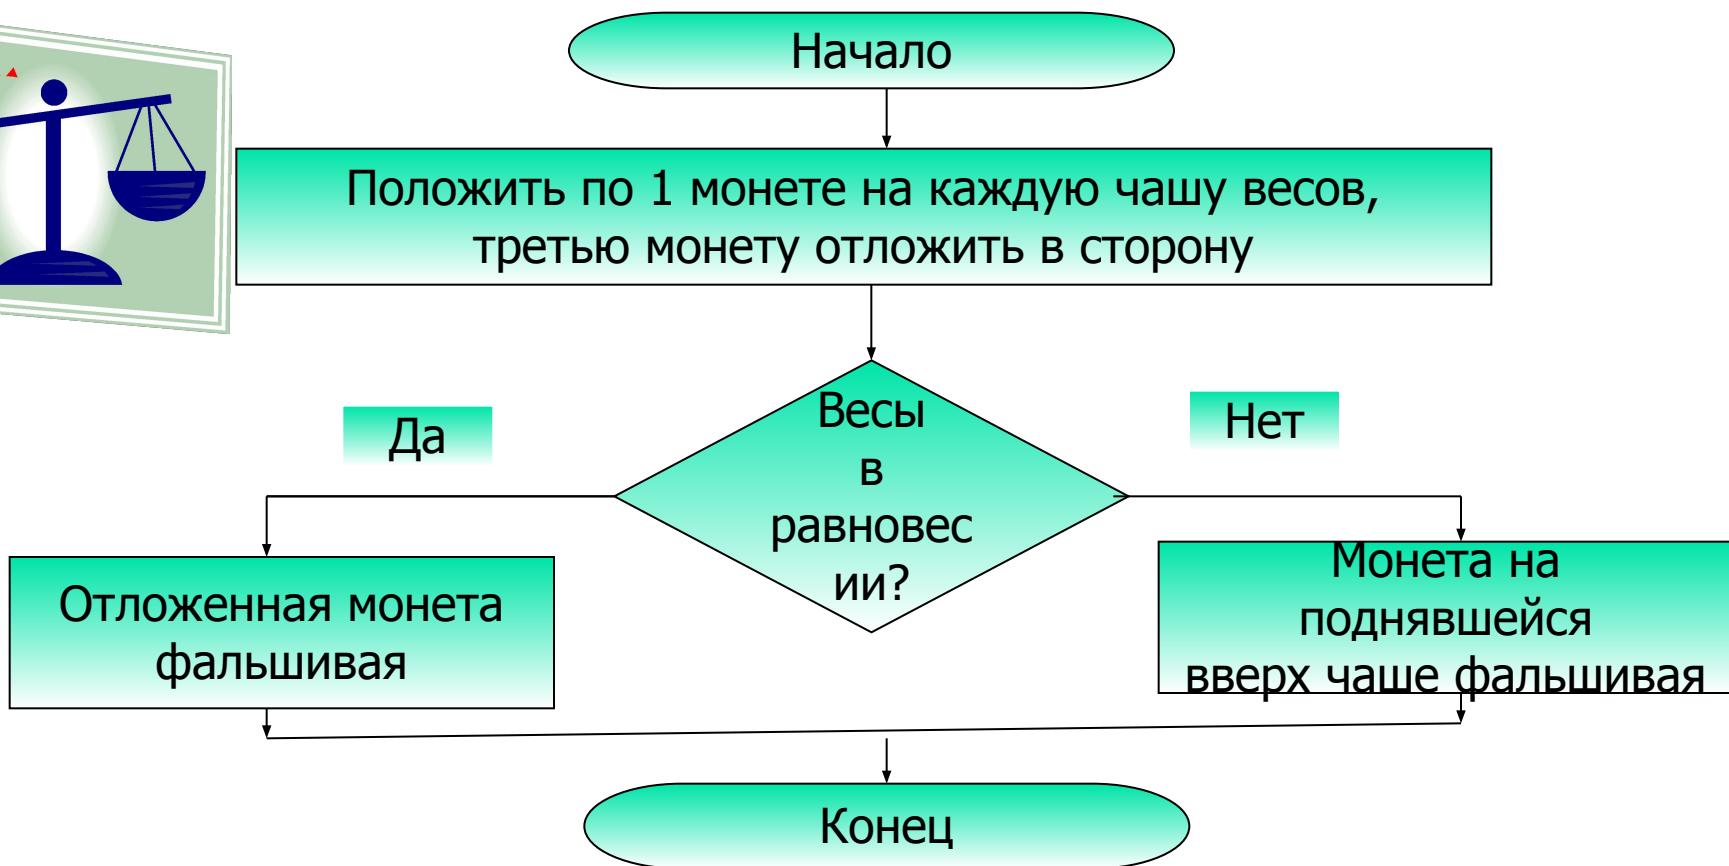 Начало
Положить по 1 монете на каждую чашу весов,
третью монету отложить в сторону
Весы
в
равновес
ии?
Да
Нет
Отложенная монета
фальшивая
Монета на
поднявшейся
вверх чаше фальшивая
Конец